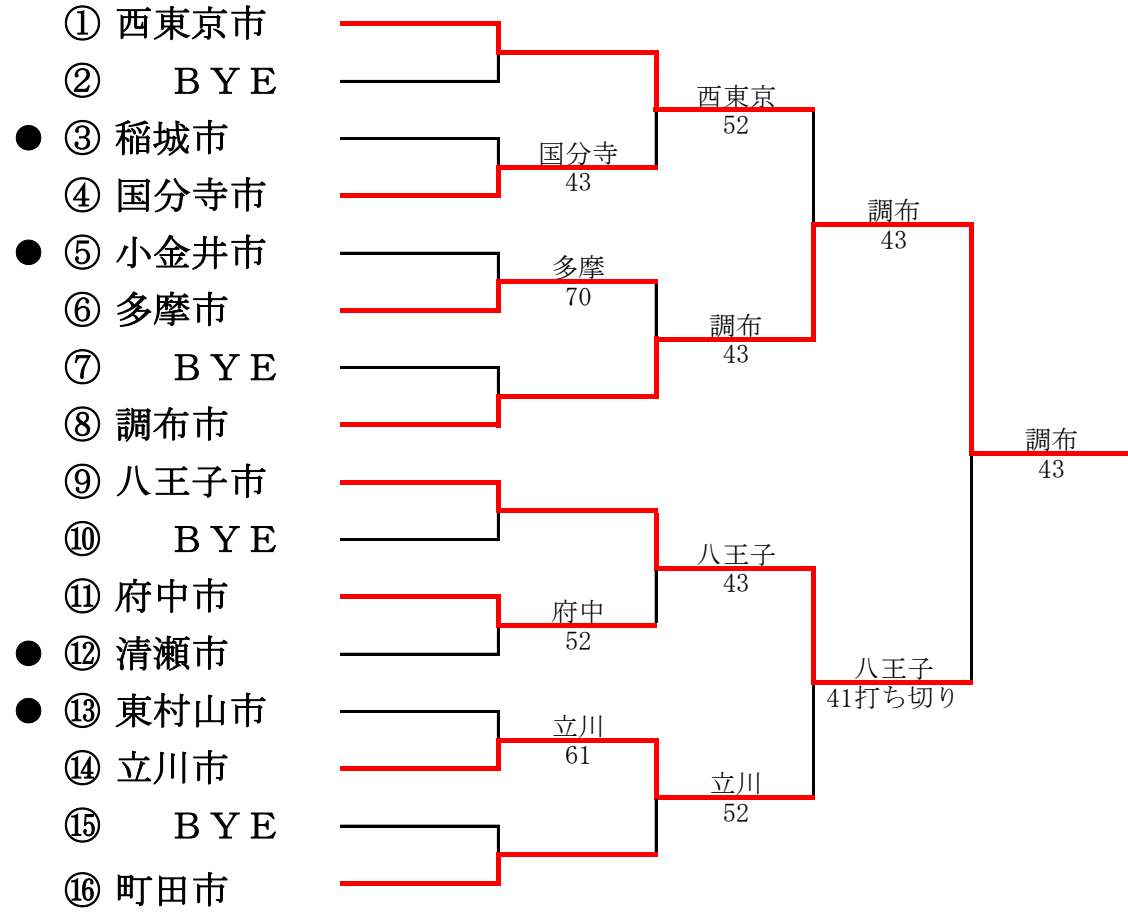 ① 西東京市
② ＢＹＥ
西東京
52
● ③ 稲城市
国分寺
43
④ 国分寺市
調布
43
● ⑤ 小金井市
多摩
70
⑥ 多摩市
調布
43
⑦ ＢＹＥ
⑧ 調布市
調布
43
⑨ 八王子市
⑩ ＢＹＥ
八王子
43
⑪ 府中市
府中
52
● ⑫ 清瀬市
八王子
41打ち切り
● ⑬ 東村山市
立川
61
⑭ 立川市
立川
52
⑮ ＢＹＥ
⑯ 町田市